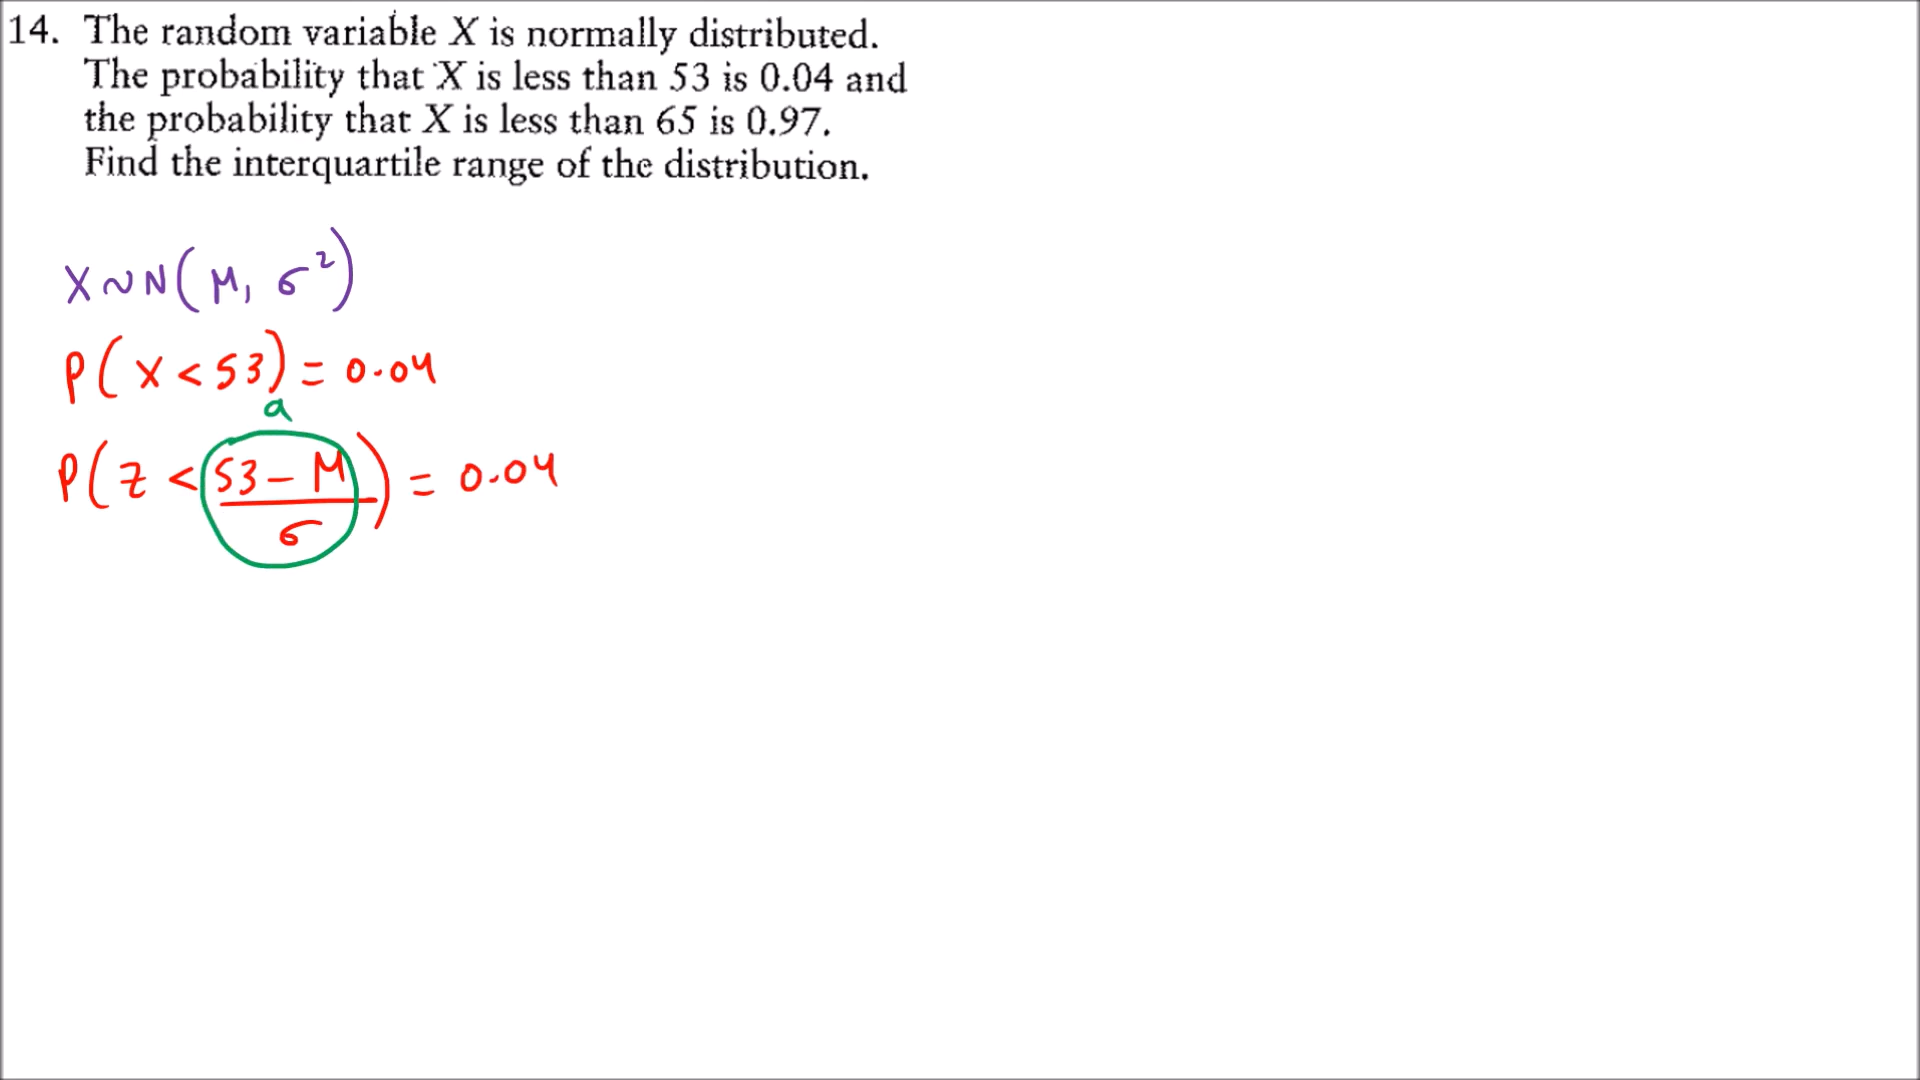 14. The random variable X is normally distributed.
The probability that X is less than 53 is 0.04 and
the probability that X is less than 65 is 0.97.
Find the interquartile range of the distribution.
X ~ N(μ, σ²)
P(X < 53) = 0.04
a
P(Z < (53 - μ)/σ) = 0.04